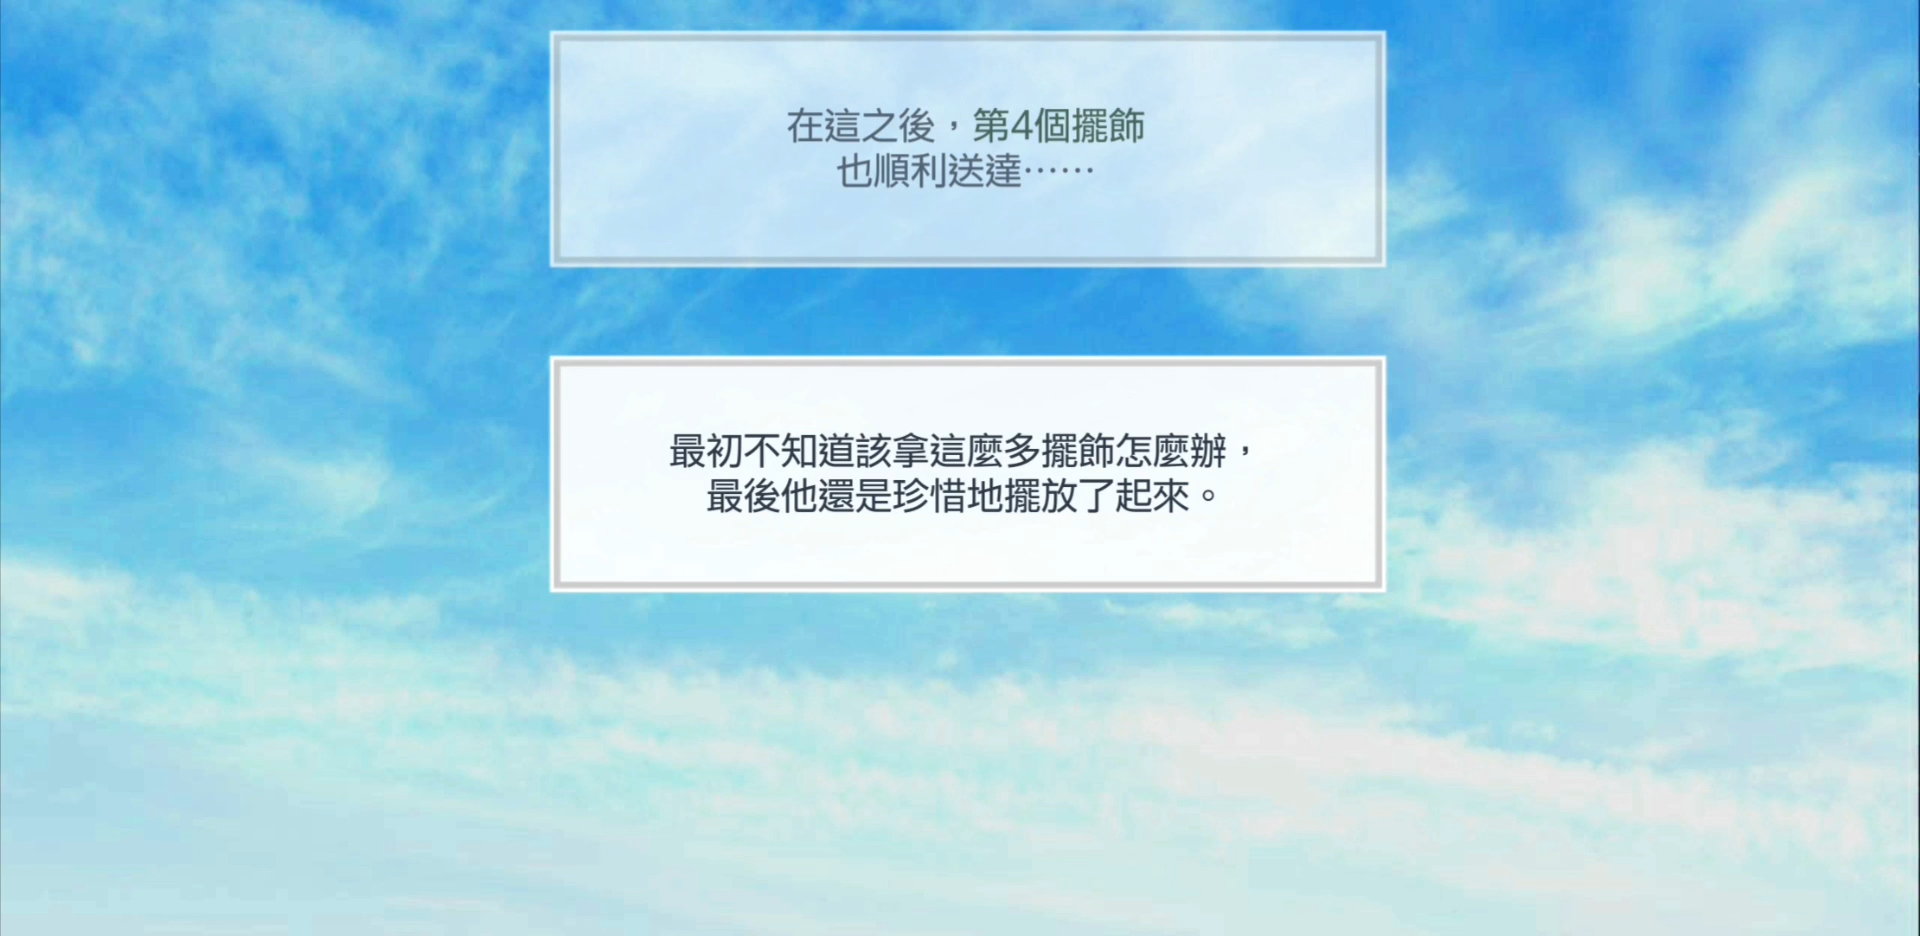 在這之後，第4個擺飾
也順利送達……
最初不知道該拿這麼多擺飾怎麼辦，
最後他還是珍惜地擺放了起來。